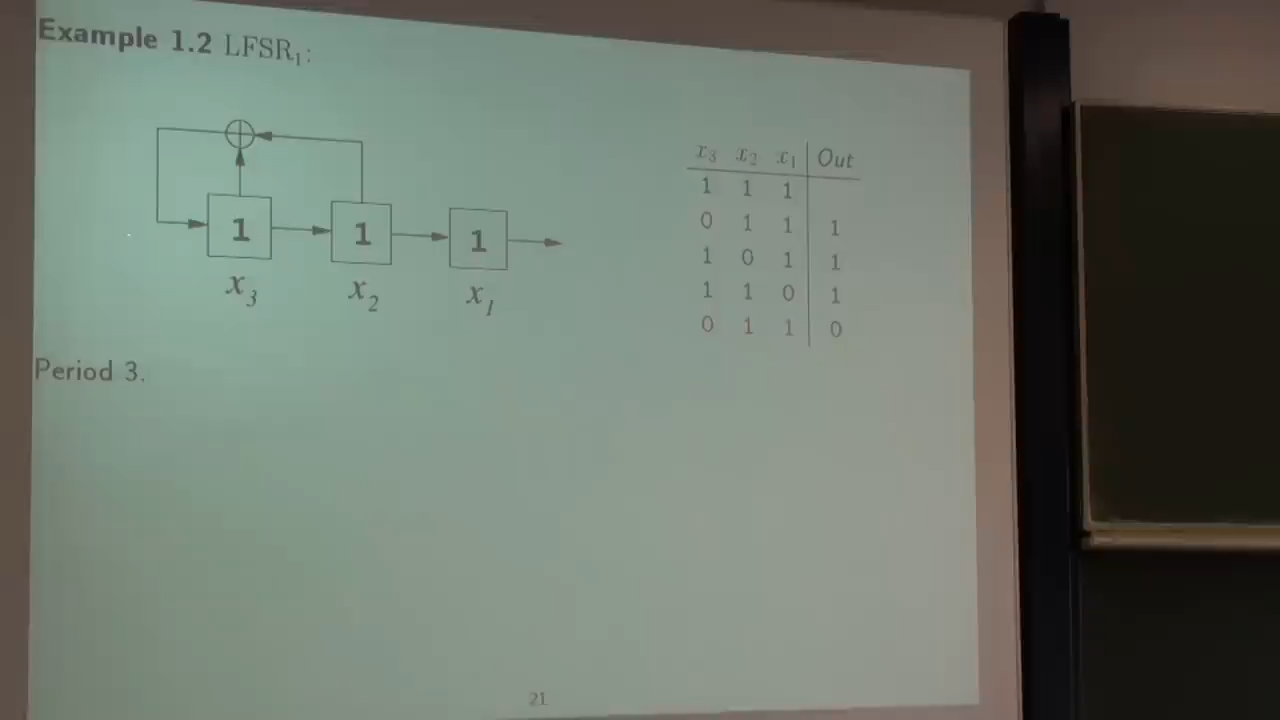 Example 1.2 LFSR₁:
1 1 1
x₃ x₂ x₁
x₃ x₂ x₁ Out
1 1 1
0 1 1 1
1 0 1 1
1 1 0 1
0 1 1 0
Period 3.
21